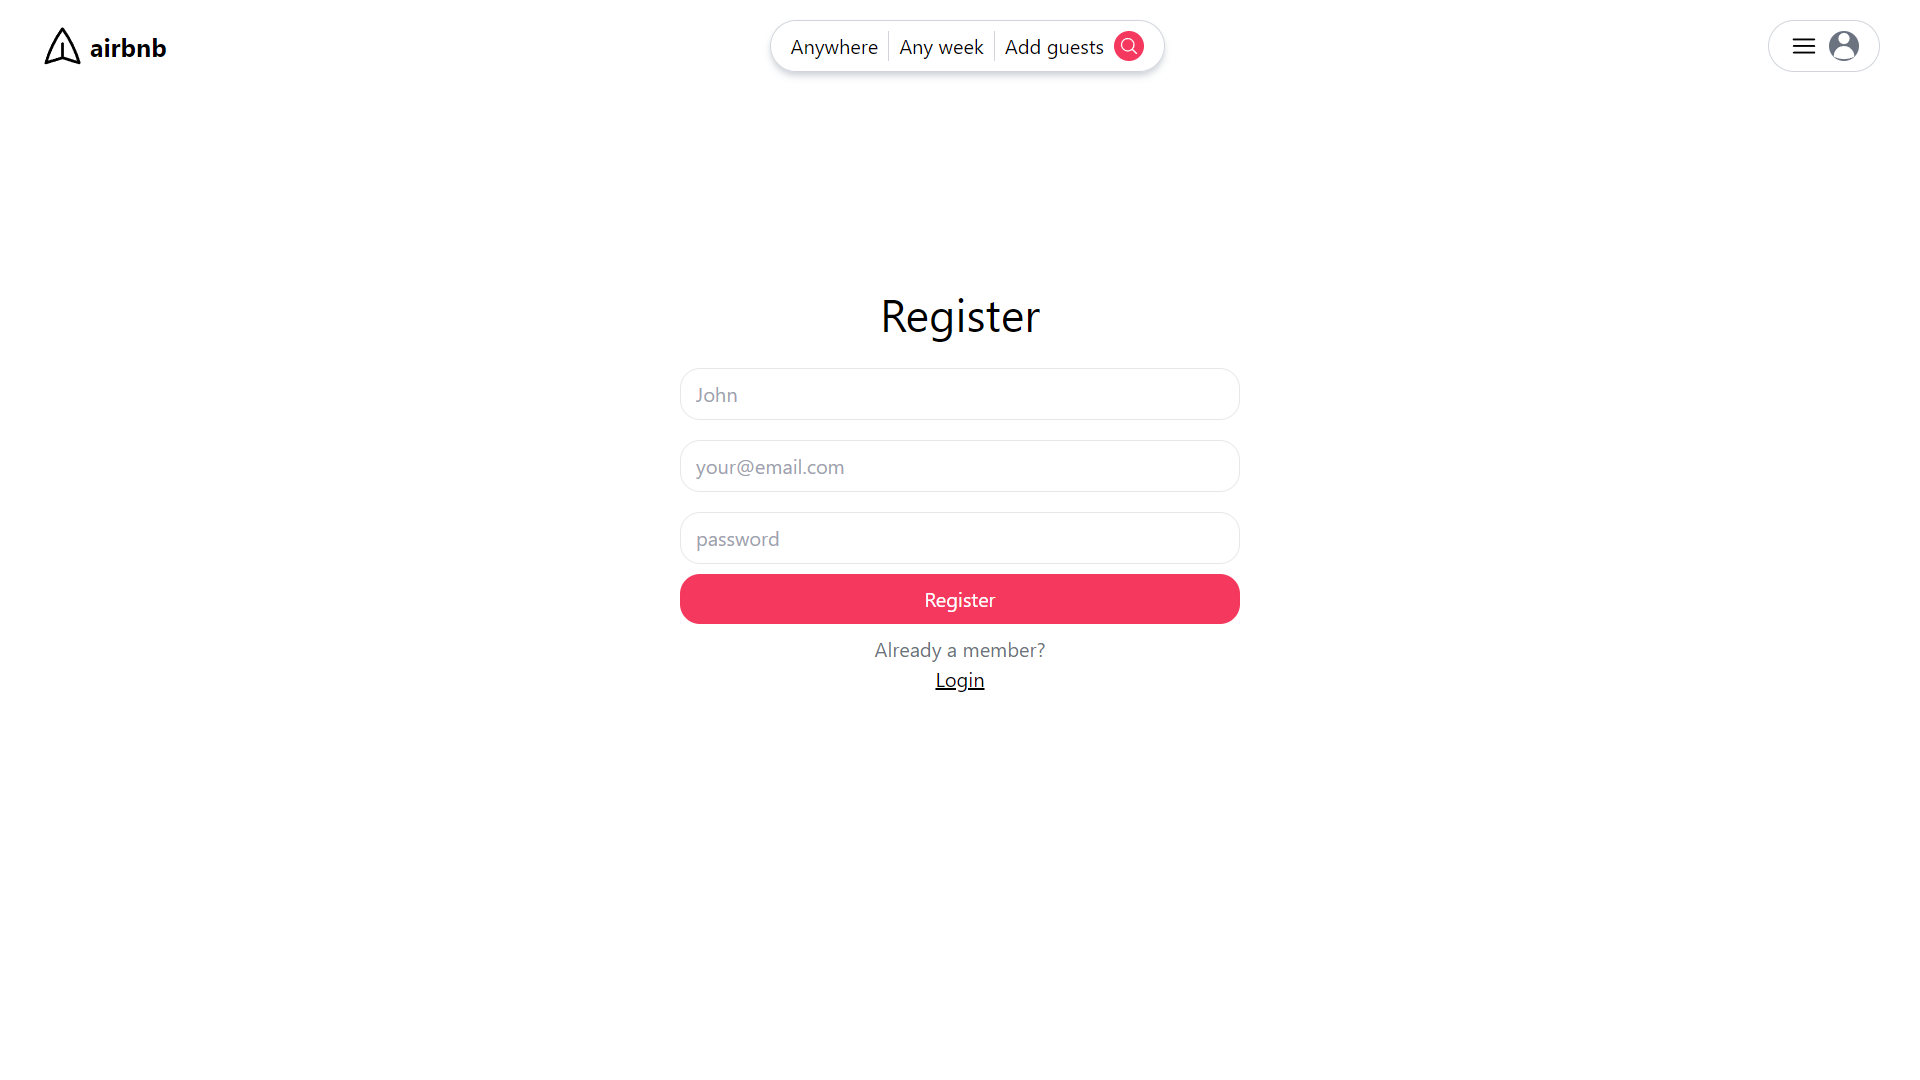 airbnb
Anywhere
Any week
Add guests
Register
John
your@email.com
password
Register
Already a member?
Login